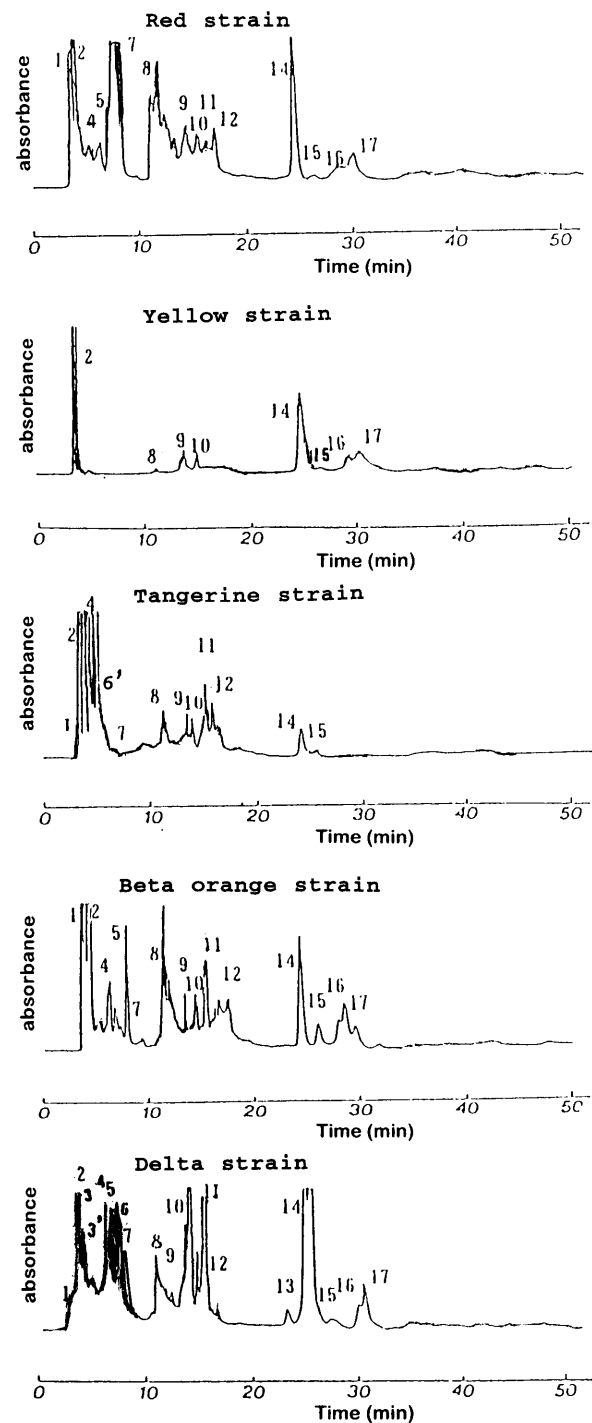 Red strain
absorbance
1 2 4 5 7 8 9 10 11 12 14 15 16 17
0 10 20 30 40 50
Time (min)
Yellow strain
absorbance
2 8 9 10 14 15 16 17
0 10 20 30 40 50
Time (min)
Tangerine strain
absorbance
1 2 4 6' 7 8 9 10 11 12 14 15
0 10 20 30 40 50
Time (min)
Beta orange strain
absorbance
1 2 4 5 7 8 9 10 11 12 14 15 16 17
0 10 20 30 40 50
Time (min)
Delta strain
absorbance
1 2 3 3' 4 5 6 7 8 9 10 12 13 14 15 16 17
0 10 20 30 40 50
Time (min)